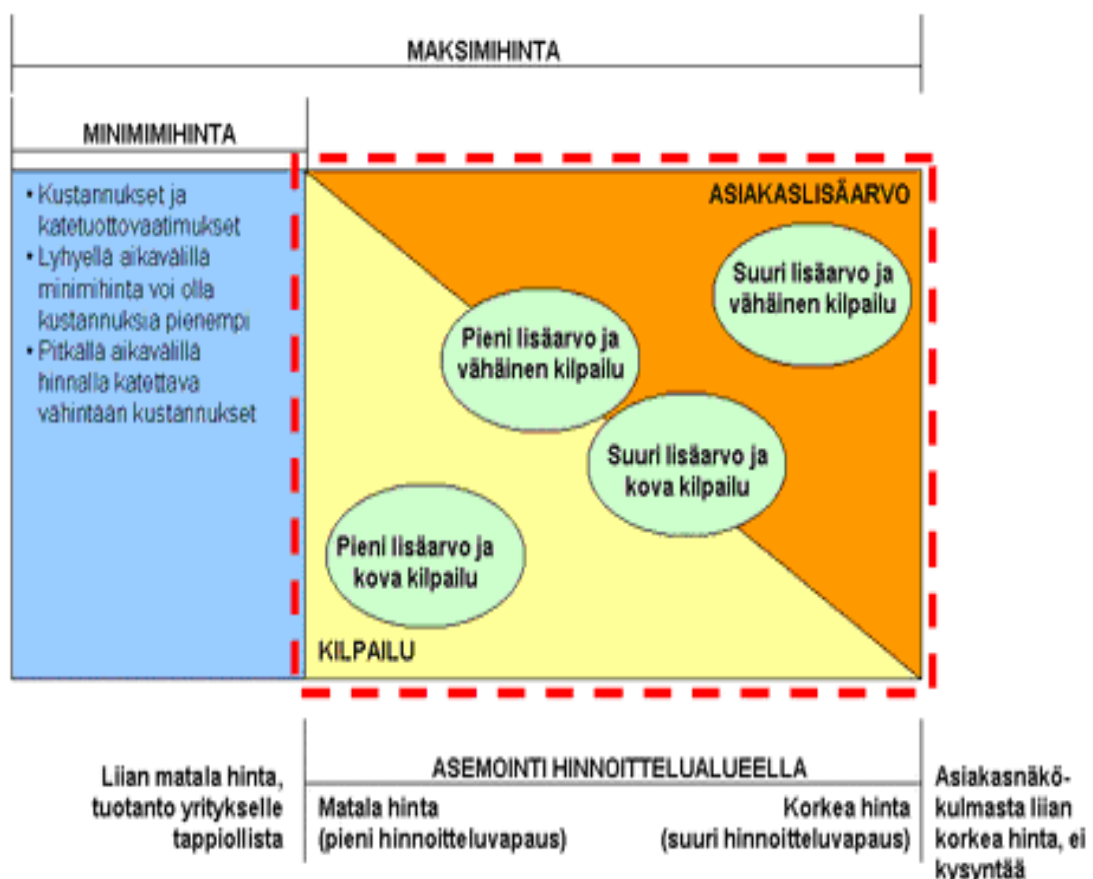 MAKSIMIHINTA
MINIMIMIHINTA
• Kustannukset ja
katetuottovaatimukset
• Lyhyellä aikavälillä
minimihinta voi olla
kustannuksia pienempi
• Pitkällä aikavälillä
hinnalla katettava
vähintään kustannukset
ASIAKASLISÄARVO
Suuri lisäarvo ja
vähäinen kilpailu
Pieni lisäarvo ja
vähäinen kilpailu
Suuri lisäarvo ja
kova kilpailu
Pieni lisäarvo ja
kova kilpailu
KILPAILU
Liian matala hinta,
tuotanto yritykselle
tappiollista
ASEMOINTI HINNOITTELUALUEELLA
Matala hinta
(pieni hinnoitteluvapaus)
Korkea hinta
(suuri hinnoitteluvapaus)
Asiakasnäkö-
kulmasta liian
korkea hinta, ei
kysyntää